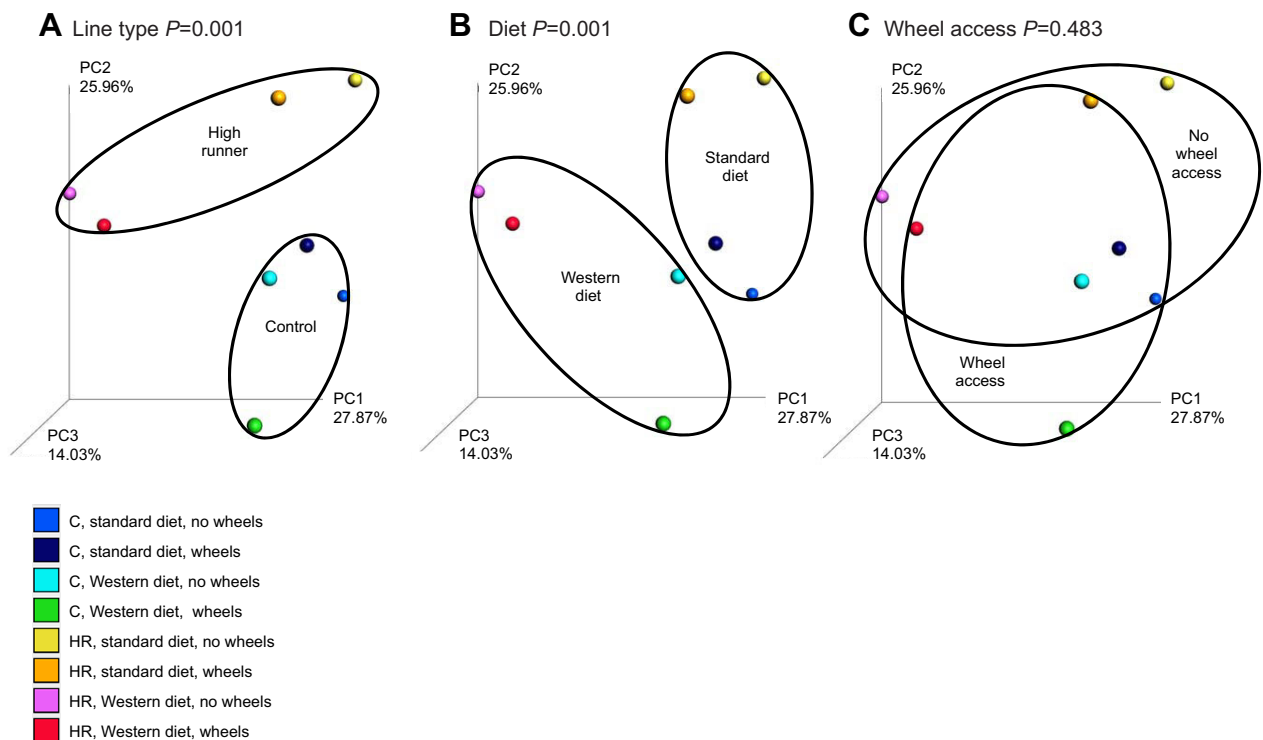 A Line type P=0.001
PC2
25.96%
High
runner
Control
PC1
27.87%
PC3
14.03%
B Diet P=0.001
PC2
25.96%
Standard
diet
Western
diet
PC1
27.87%
PC3
14.03%
C Wheel access P=0.483
PC2
25.96%
No
wheel
access
Wheel
access
PC1
27.87%
PC3
14.03%
C, standard diet, no wheels
C, standard diet, wheels
C, Western diet, no wheels
C, Western diet, wheels
HR, standard diet, no wheels
HR, standard diet, wheels
HR, Western diet, no wheels
HR, Western diet, wheels